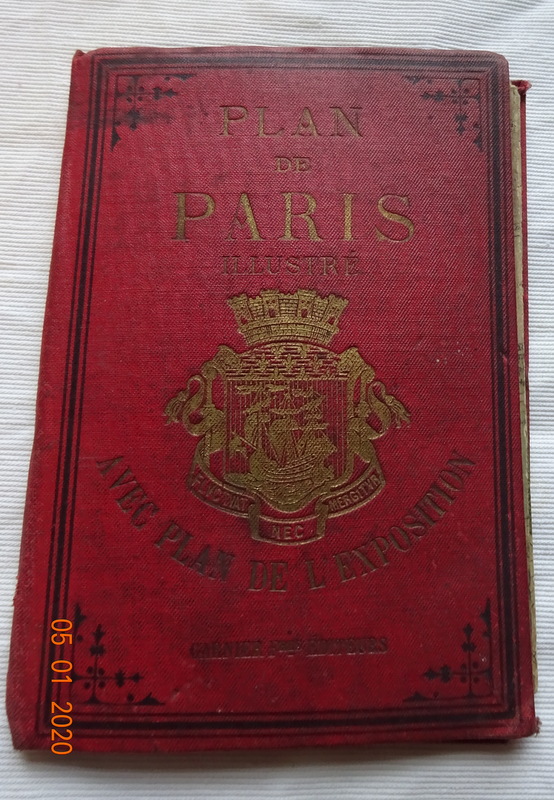 PLAN
DE
PARIS
ILLUSTRÉ
FLUCTUAT NEC MERGITUR
AVEC PLAN DE L'EXPOSITION
GARNIER Frères ÉDITEURS
05 01 2020